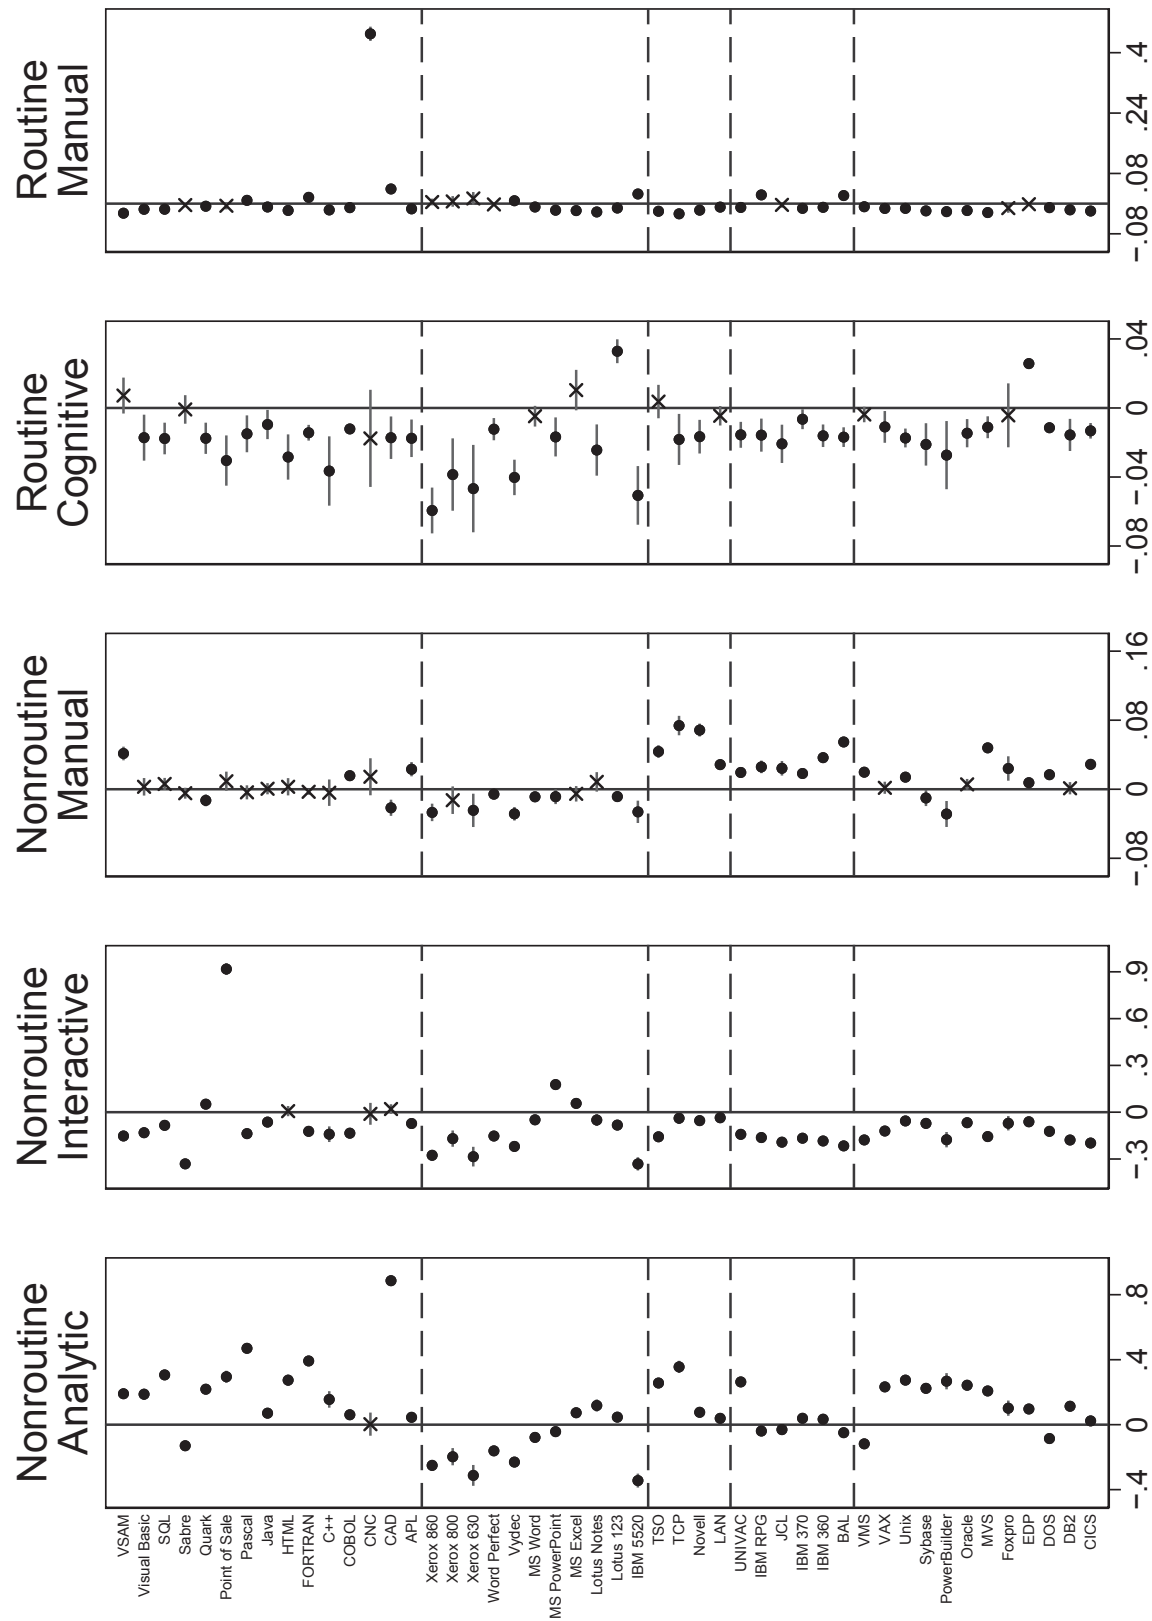 Nonroutine
Analytic
Nonroutine
Interactive
Nonroutine
Manual
Routine
Cognitive
Routine
Manual
VSAM
Visual Basic
SQL
Sabre
Quark
Point of Sale
Pascal
Java
HTML
FORTRAN
C++
COBOL
CNC
CAD
APL
Xerox 860
Xerox 800
Xerox 630
Word Perfect
Vydec
MS Word
MS PowerPoint
MS Excel
Lotus Notes
Lotus 123
IBM 5520
TSO
TCP
Novell
LAN
UNIVAC
IBM RPG
JCL
IBM 370
IBM 360
BAL
VMS
VAX
Unix
Sybase
PowerBuilder
Oracle
MVS
Foxpro
EDP
DOS
DB2
CICS
−.4 0 .4 .8
−.3 0 .3 .6 .9
−.08 0 .08 .16
−.08 −.04 0 .04
−.08 .08 .24 .4